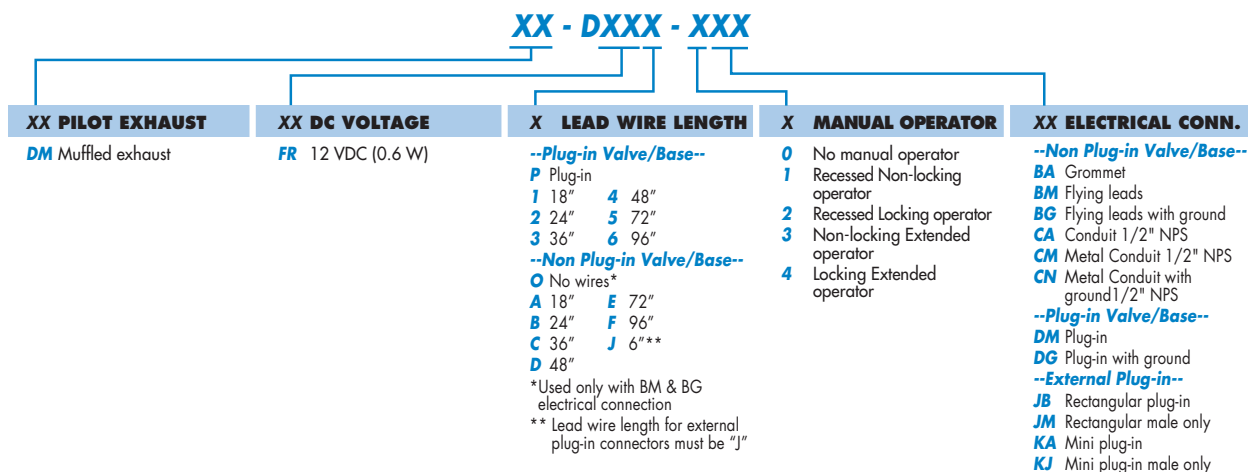 XX - DXXX - XXX
XX PILOT EXHAUST
DM Muffled exhaust
XX DC VOLTAGE
FR 12 VDC (0.6 W)
X LEAD WIRE LENGTH
--Plug-in Valve/Base--
P Plug-in
1 18" 4 48"
2 24" 5 72"
3 36" 6 96"
--Non Plug-in Valve/Base--
O No wires*
A 18" E 72"
B 24" F 96"
C 36" J 6"**
D 48"
*Used only with BM & BG
electrical connection
** Lead wire length for external
plug-in connectors must be "J"
X MANUAL OPERATOR
0 No manual operator
1 Recessed Non-locking
operator
2 Recessed Locking operator
3 Non-locking Extended
operator
4 Locking Extended
operator
XX ELECTRICAL CONN.
--Non Plug-in Valve/Base--
BA Grommet
BM Flying leads
BG Flying leads with ground
CA Conduit 1/2" NPS
CM Metal Conduit 1/2" NPS
CN Metal Conduit with
ground1/2" NPS
--Plug-in Valve/Base--
DM Plug-in
DG Plug-in with ground
--External Plug-in--
JB Rectangular plug-in
JM Rectangular male only
KA Mini plug-in
KJ Mini plug-in male only